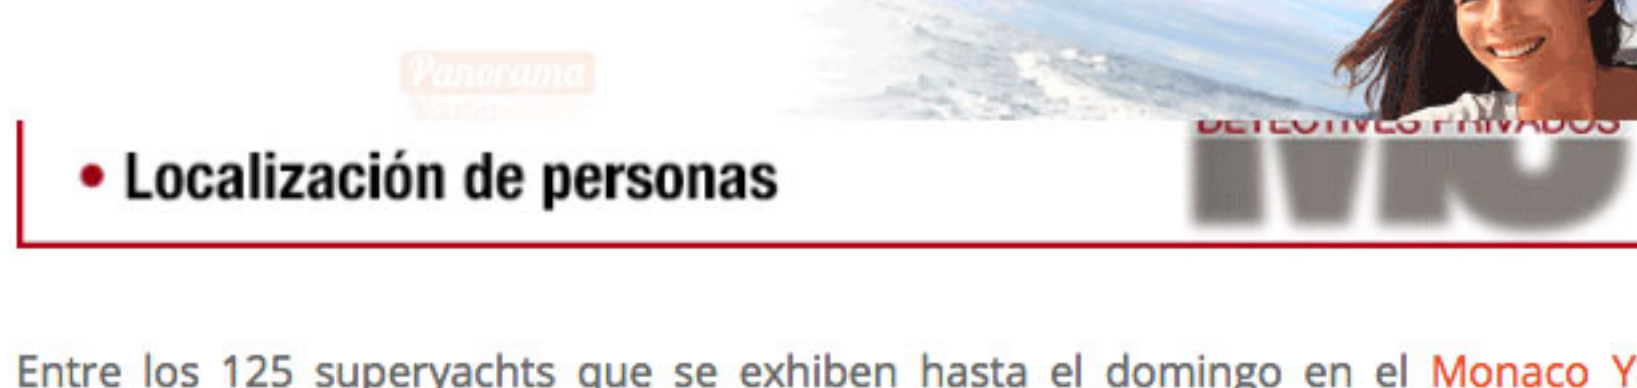 Panorama
DETECTIVES PRIVADOS
• Localización de personas
Entre los 125 superyachts que se exhiben hasta el domingo en el Monaco Y